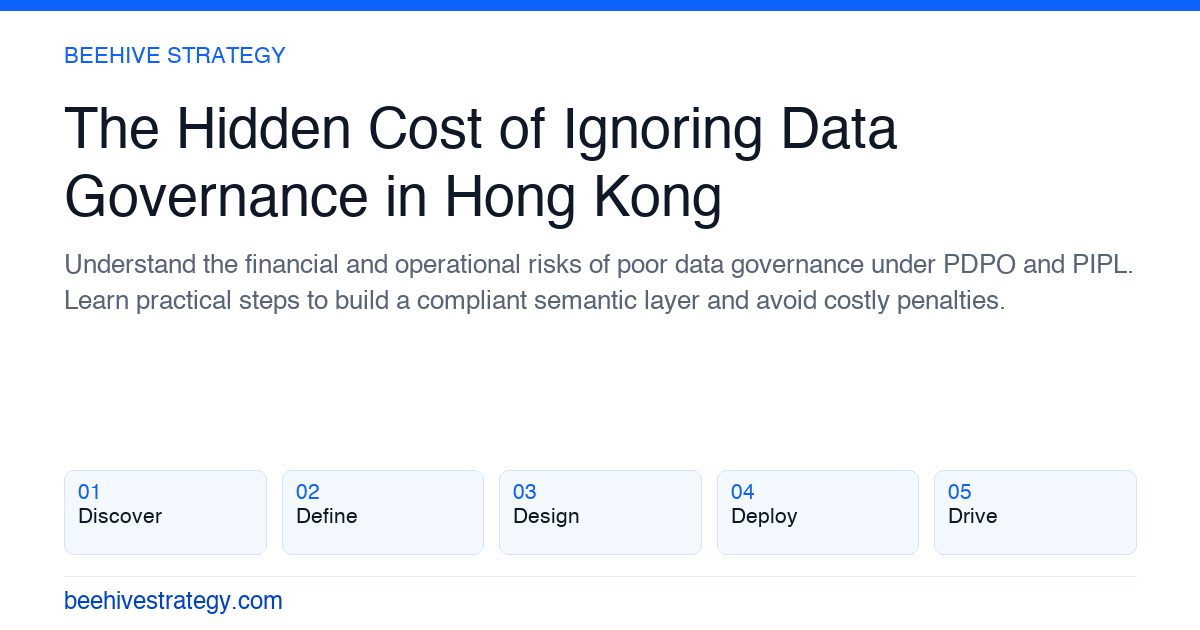 BEEHIVE STRATEGY
The Hidden Cost of Ignoring Data
Governance in Hong Kong
Understand the financial and operational risks of poor data governance under PDPO and PIPL.
Learn practical steps to build a compliant semantic layer and avoid costly penalties.
01
Discover
02
Define
03
Design
04
Deploy
05
Drive
beehivestrategy.com